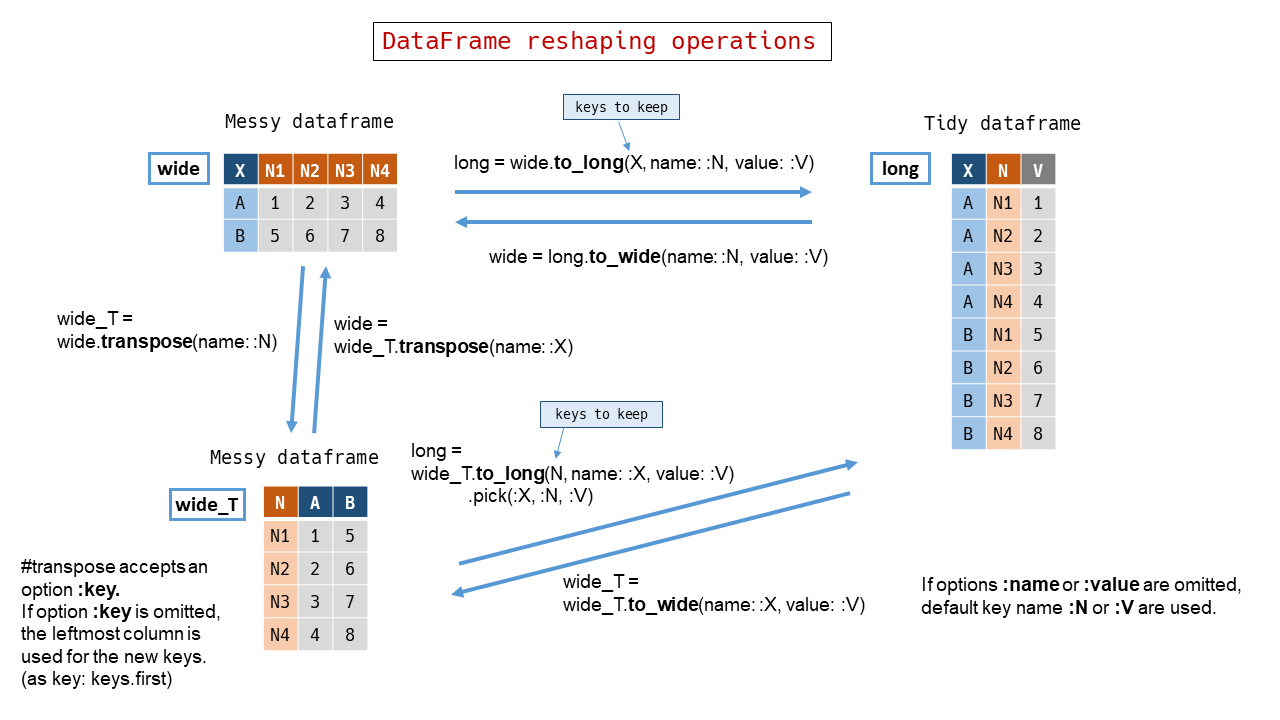 DataFrame reshaping operations
keys to keep
Messy dataframe
Tidy dataframe
wide
long = wide.to_long(X, name: :N, value: :V)
long
X N1 N2 N3 N4
A 1 2 3 4
B 5 6 7 8
X N V
A N1 1
A N2 2
A N3 3
A N4 4
B N1 5
B N2 6
B N3 7
B N4 8
wide = long.to_wide(name: :N, value: :V)
wide_T =
wide.transpose(name: :N)
wide =
wide_T.transpose(name: :X)
keys to keep
Messy dataframe
long =
wide_T.to_long(N, name: :X, value: :V)
.pick(:X, :N, :V)
wide_T
N A B
N1 1 5
N2 2 6
N3 3 7
N4 4 8
wide_T =
wide_T.to_wide(name: :X, value: :V)
#transpose accepts an
option :key.
If option :key is omitted,
the leftmost column is
used for the new keys.
(as key: keys.first)
If options :name or :value are omitted,
default key name :N or :V are used.